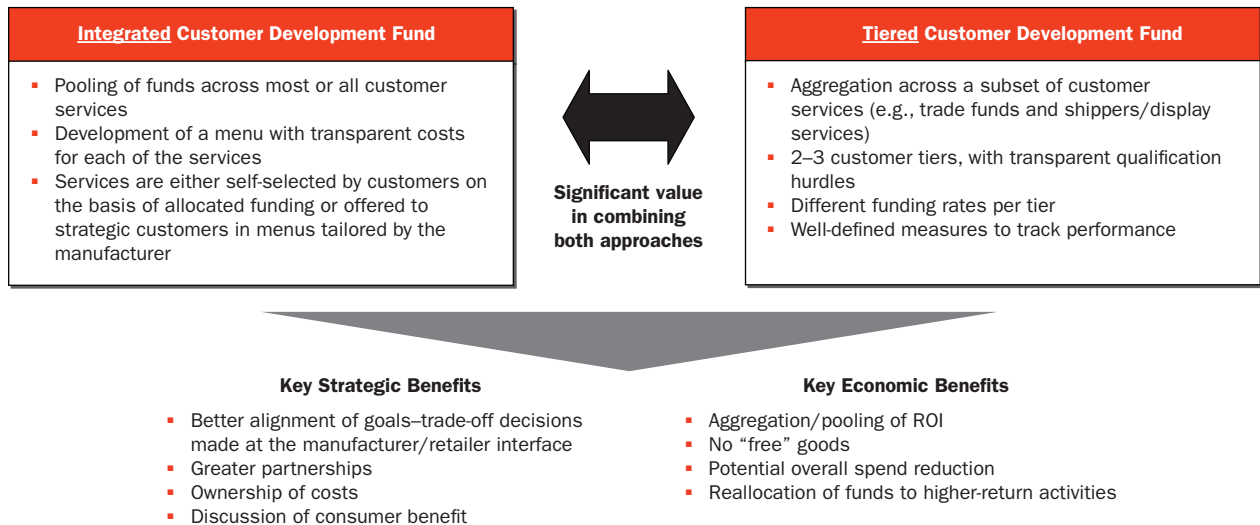 Integrated Customer Development Fund
▪ Pooling of funds across most or all customer
services
▪ Development of a menu with transparent costs
for each of the services
▪ Services are either self-selected by customers on
the basis of allocated funding or offered to
strategic customers in menus tailored by the
manufacturer
Significant value
in combining
both approaches
Tiered Customer Development Fund
▪ Aggregation across a subset of customer
services (e.g., trade funds and shippers/display
services)
▪ 2–3 customer tiers, with transparent qualification
hurdles
▪ Different funding rates per tier
▪ Well-defined measures to track performance
Key Strategic Benefits
▪ Better alignment of goals–trade-off decisions
made at the manufacturer/retailer interface
▪ Greater partnerships
▪ Ownership of costs
▪ Discussion of consumer benefit
Key Economic Benefits
▪ Aggregation/pooling of ROI
▪ No “free” goods
▪ Potential overall spend reduction
▪ Reallocation of funds to higher-return activities